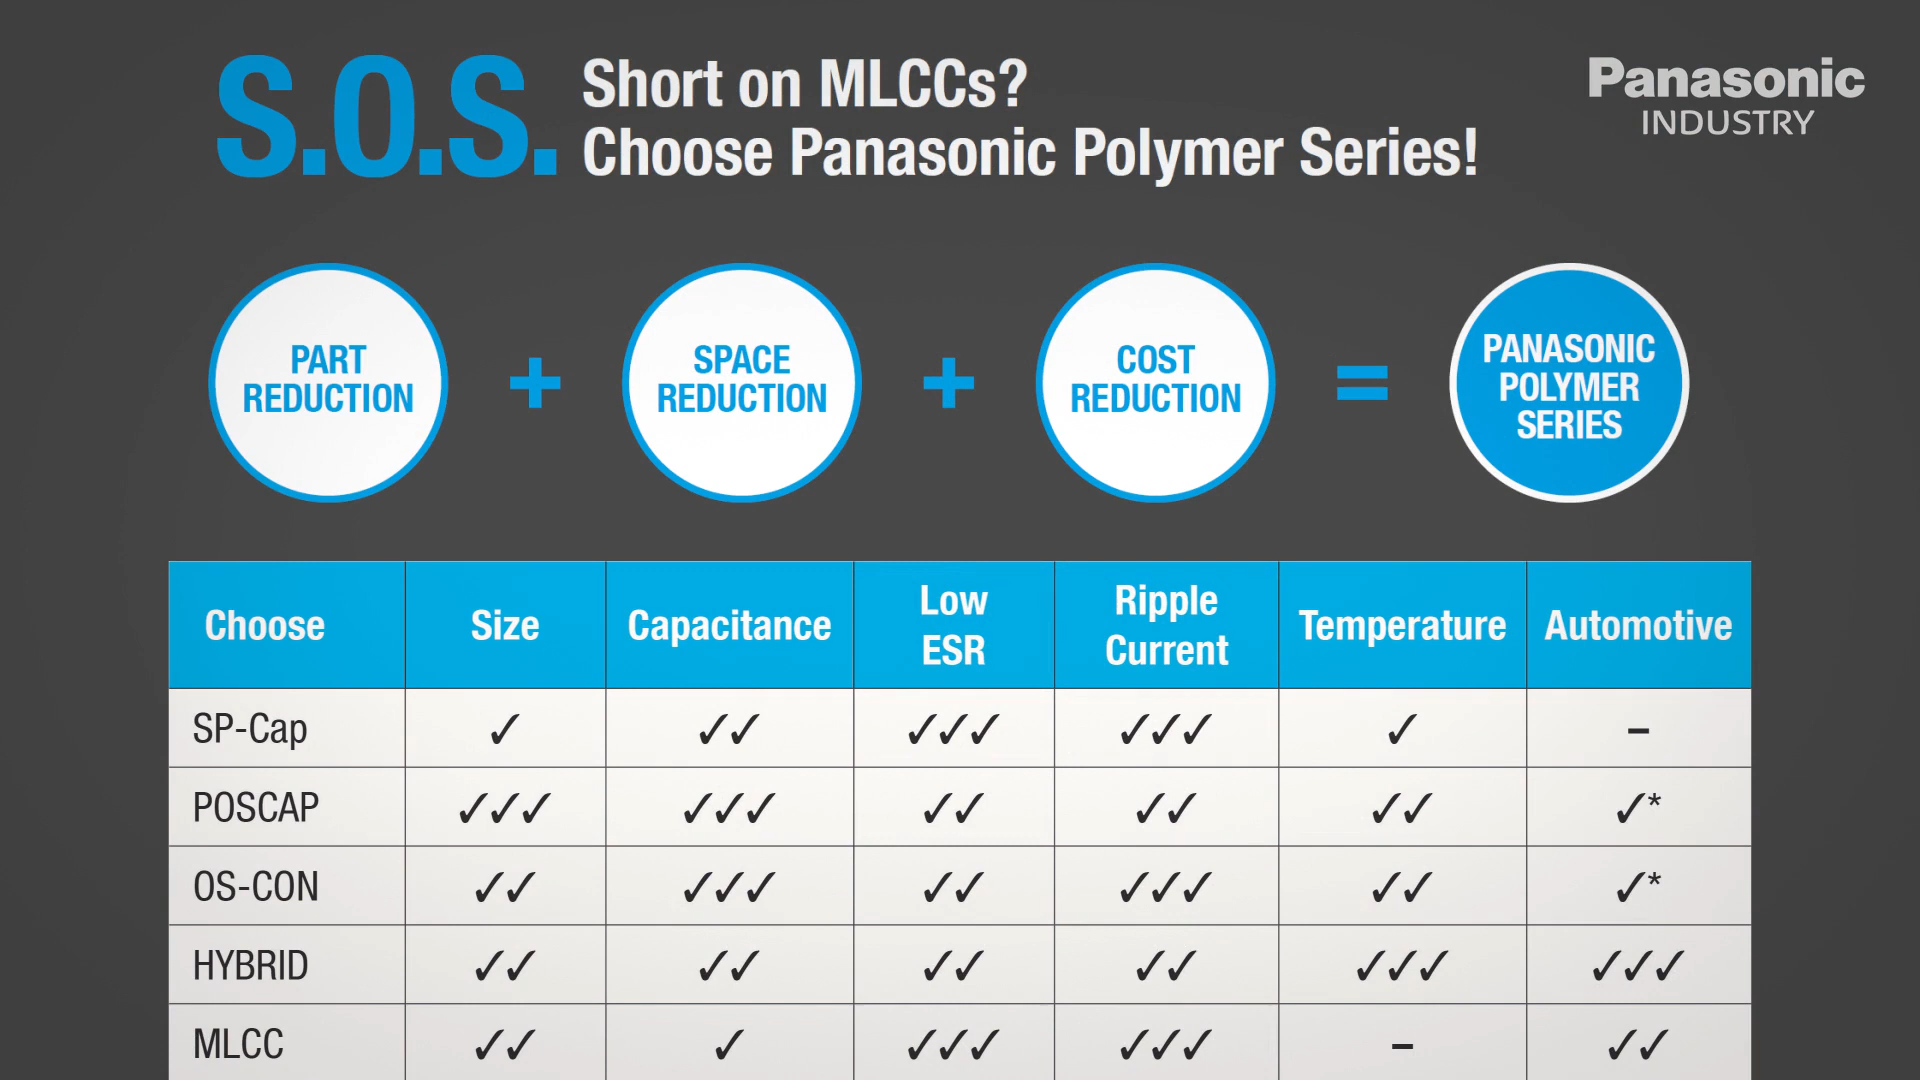 S.O.S.
Short on MLCCs?
Choose Panasonic Polymer Series!
Panasonic
INDUSTRY
PART
REDUCTION
+
SPACE
REDUCTION
+
COST
REDUCTION
=
PANASONIC
POLYMER
SERIES
Choose Size Capacitance Low ESR Ripple Current Temperature Automotive
SP-Cap ✓ ✓✓ ✓✓✓ ✓✓✓ ✓ –
POSCAP ✓✓✓ ✓✓✓ ✓✓ ✓✓ ✓✓ ✓*
OS-CON ✓✓ ✓✓✓ ✓✓ ✓✓✓ ✓✓ ✓*
HYBRID ✓✓ ✓✓ ✓✓ ✓✓ ✓✓✓ ✓✓✓
MLCC ✓✓ ✓ ✓✓✓ ✓✓✓ – ✓✓